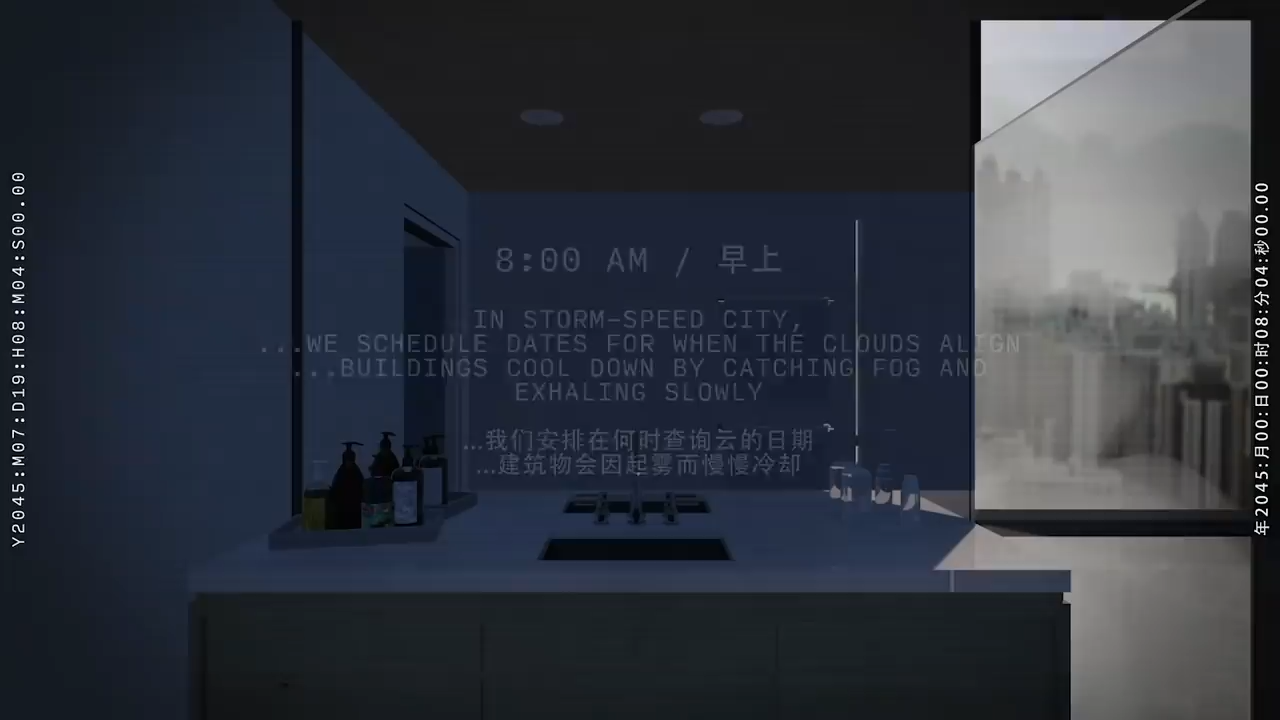 Y2045:M07:D19:H08:M04:S00.00
8:00 AM / 早上
IN STORM-SPEED CITY,
...WE SCHEDULE DATES FOR WHEN THE CLOUDS ALIGN
...BUILDINGS COOL DOWN BY CATCHING FOG AND
EXHALING SLOWLY
...我们安排在何时查询云的日期
...建筑物会因起雾而慢慢冷却
年2045:月00:日00:时08:分04:秒00.00